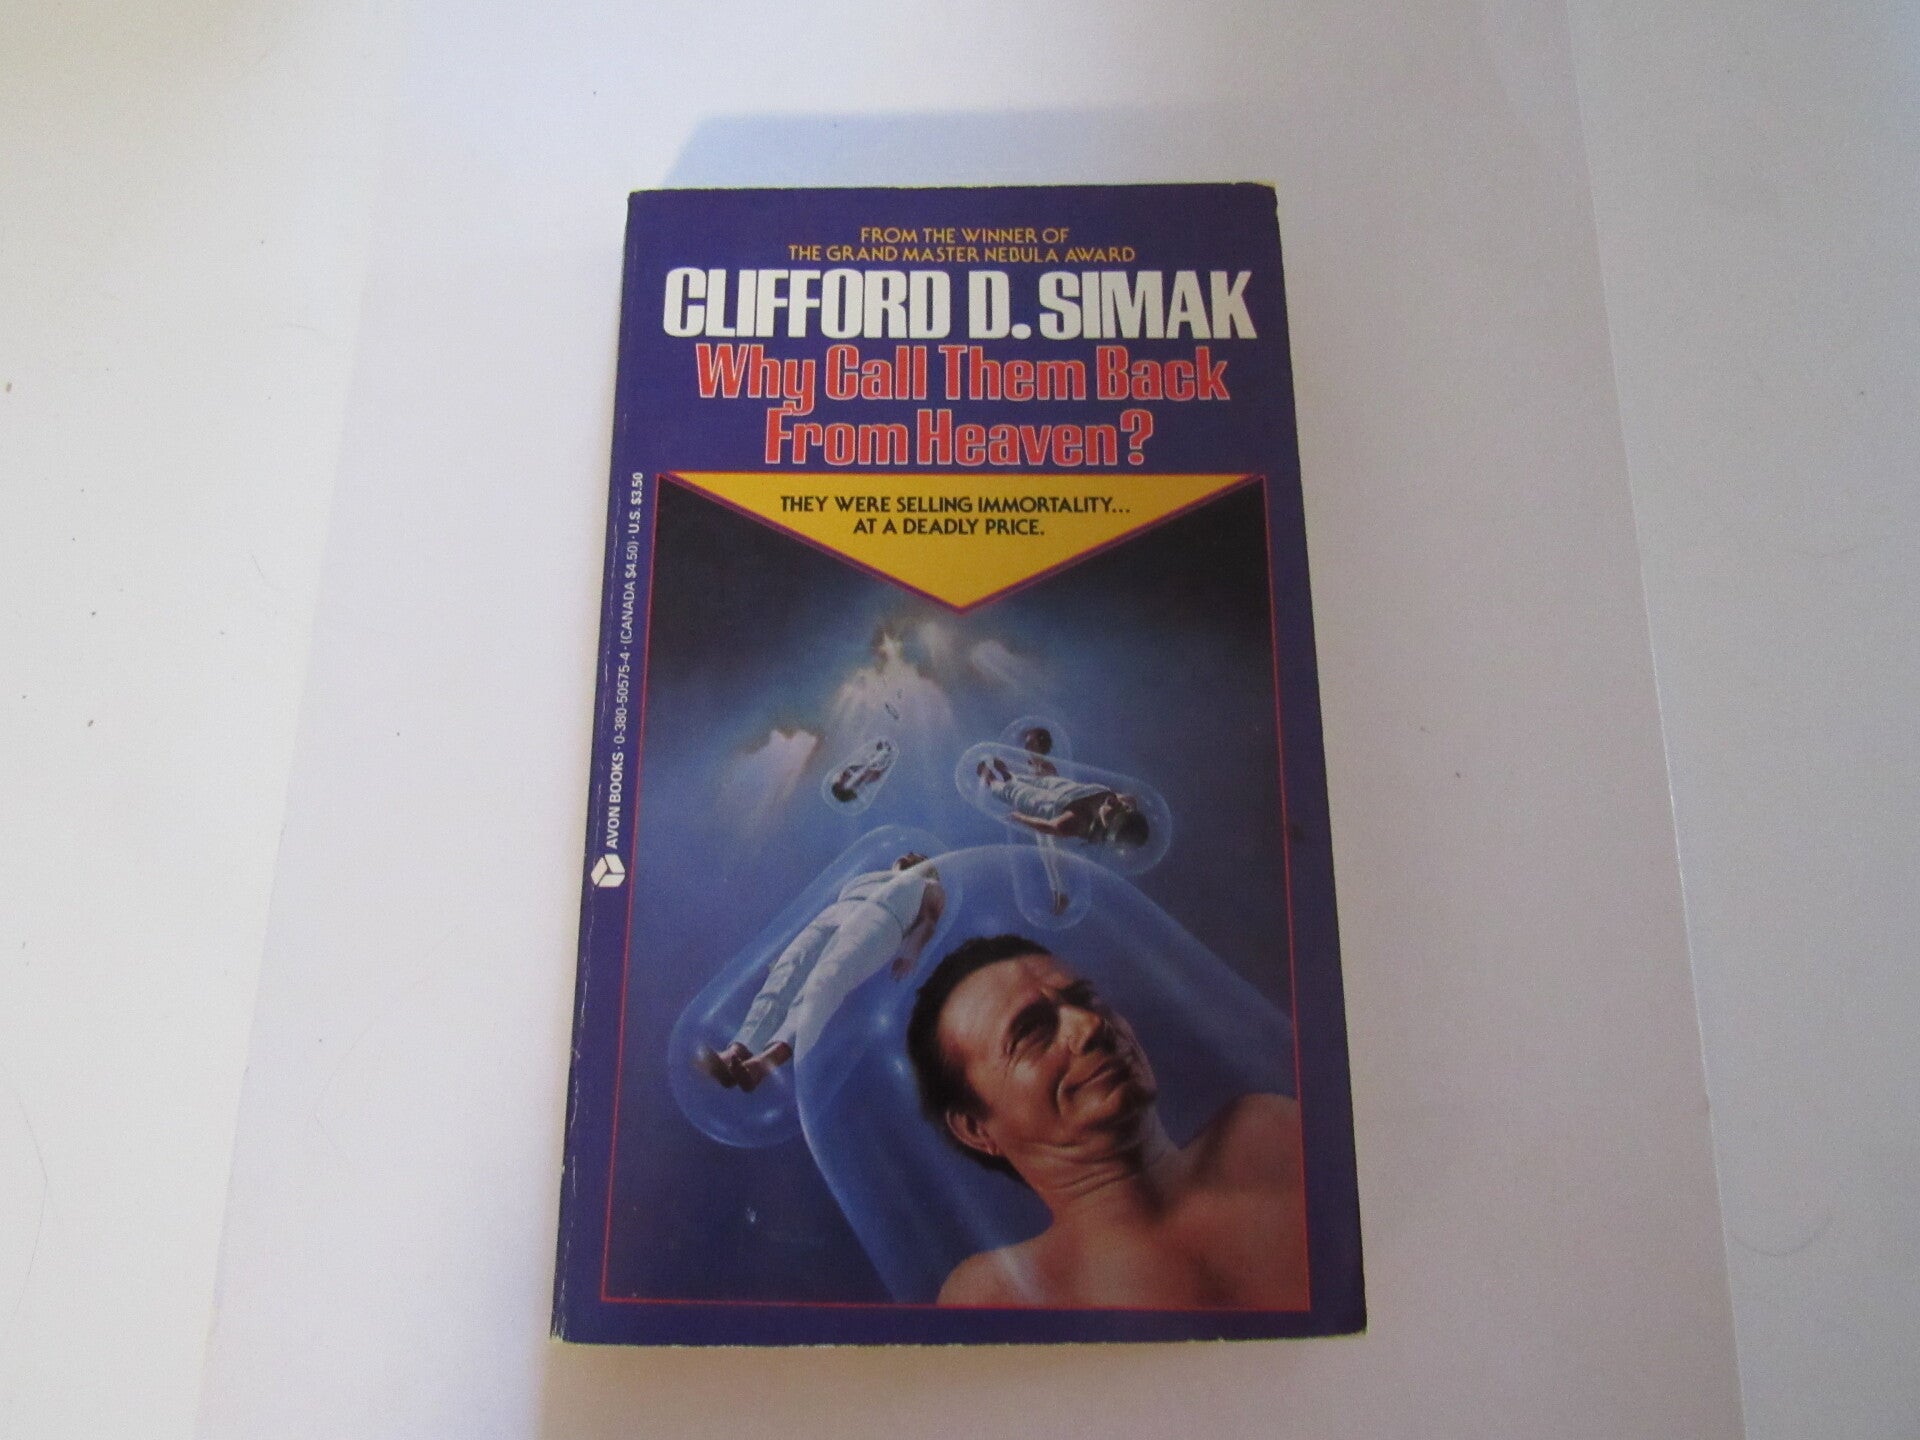 FROM THE WINNER OF
THE GRAND MASTER NEBULA AWARD
CLIFFORD D. SIMAK
Why Call Them Back
From Heaven?
THEY WERE SELLING IMMORTALITY...
AT A DEADLY PRICE.
AVON BOOKS · 0-380-50575-4 · (CANADA $4.50) · U.S. $3.50